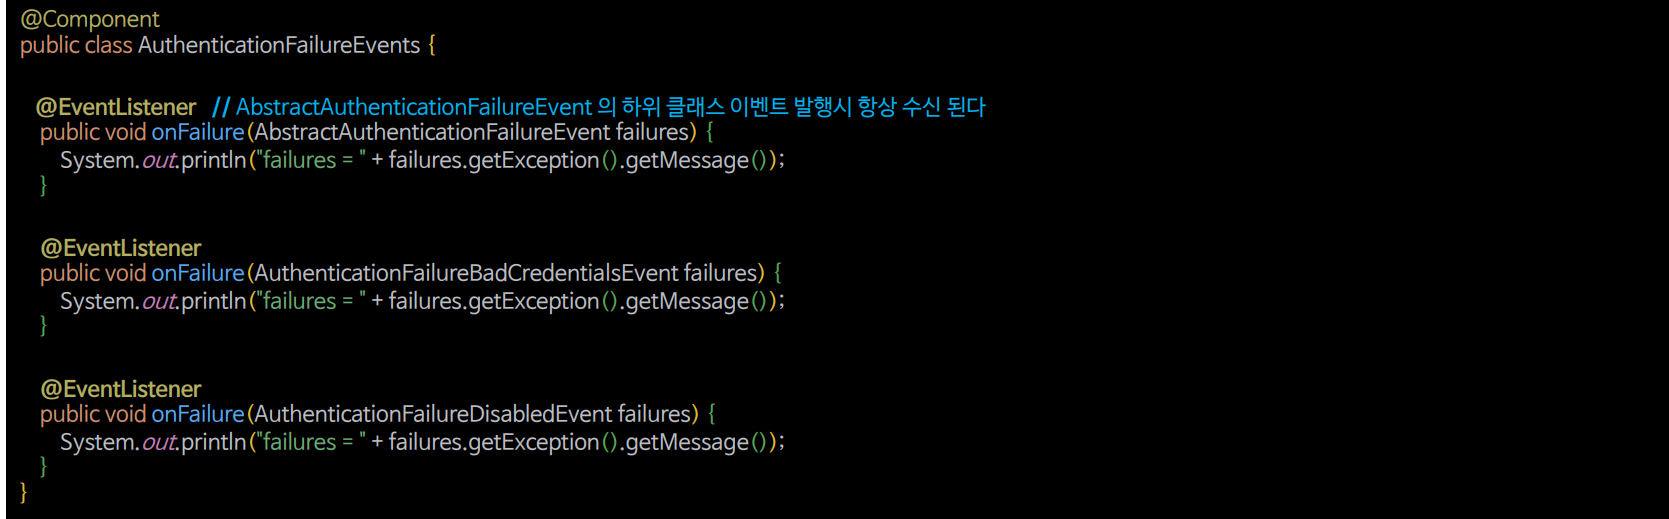 @Component
public class AuthenticationFailureEvents {
@EventListener // AbstractAuthenticationFailureEvent 의 하위 클래스 이벤트 발행시 항상 수신 된다
public void onFailure(AbstractAuthenticationFailureEvent failures) {
System.out.println("failures = " + failures.getException().getMessage());
}
@EventListener
public void onFailure(AuthenticationFailureBadCredentialsEvent failures) {
System.out.println("failures = " + failures.getException().getMessage());
}
@EventListener
public void onFailure(AuthenticationFailureDisabledEvent failures) {
System.out.println("failures = " + failures.getException().getMessage());
}
}